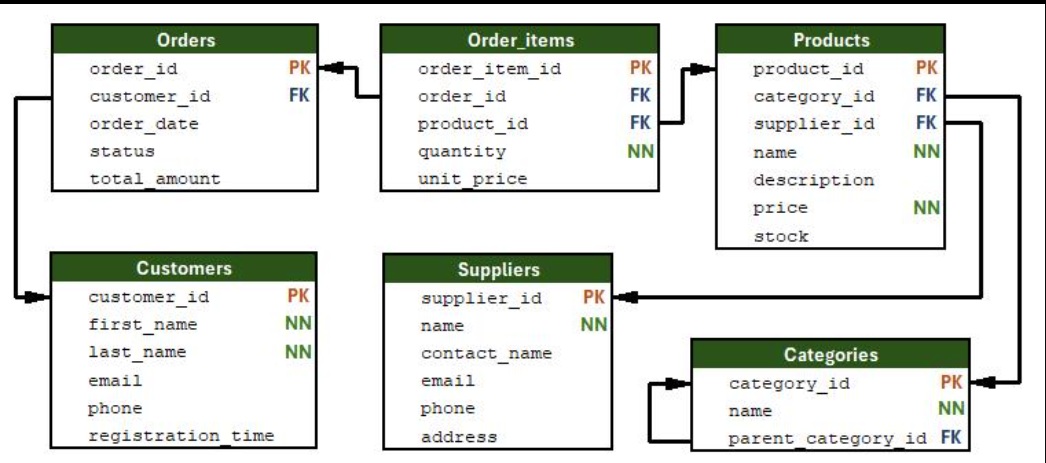 Orders
order_id PK
customer_id FK
order_date
status
total_amount
Order_items
order_item_id PK
order_id FK
product_id FK
quantity NN
unit_price
Products
product_id PK
category_id FK
supplier_id FK
name NN
description
price NN
stock
Customers
customer_id PK
first_name NN
last_name NN
email
phone
registration_time
Suppliers
supplier_id PK
name NN
contact_name
email
phone
address
Categories
category_id PK
name NN
parent_category_id FK